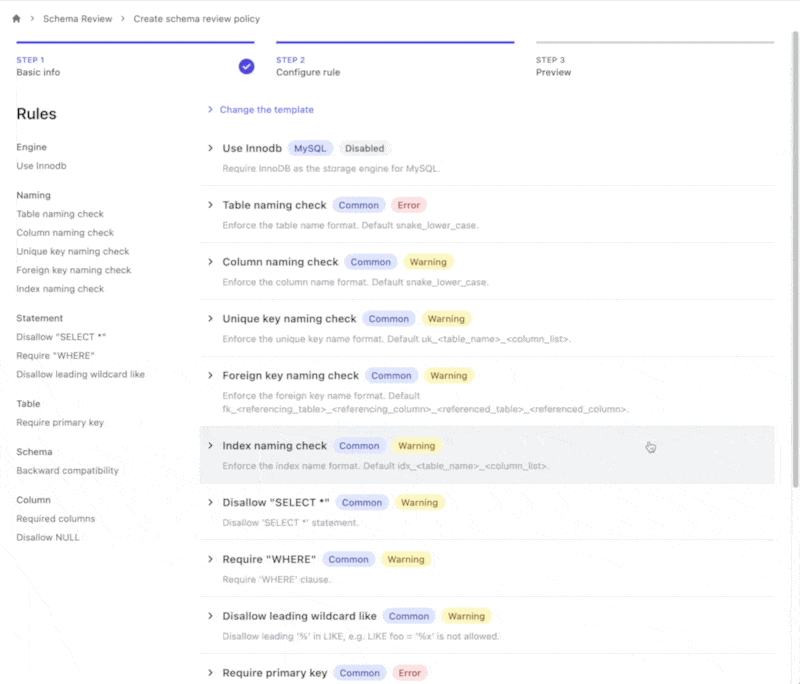 Schema Review > Create schema review policy
STEP 1
Basic info
STEP 2
Configure rule
STEP 3
Preview
Rules
Engine
Use Innodb
Naming
Table naming check
Column naming check
Unique key naming check
Foreign key naming check
Index naming check
Statement
Disallow "SELECT *"
Require "WHERE"
Disallow leading wildcard like
Table
Require primary key
Schema
Backward compatibility
Column
Required columns
Disallow NULL
Change the template
Use Innodb MySQL Disabled
Require InnoDB as the storage engine for MySQL.
Table naming check Common Error
Enforce the table name format. Default snake_lower_case.
Column naming check Common Warning
Enforce the column name format. Default snake_lower_case.
Unique key naming check Common Warning
Enforce the unique key name format. Default uk_<table_name>_<column_list>.
Foreign key naming check Common Warning
Enforce the foreign key name format. Default
fk_<referencing_table>_<referencing_column>_<referenced_table>_<referenced_column>.
Index naming check Common Warning
Enforce the index name format. Default idx_<table_name>_<column_list>.
Disallow "SELECT *" Common Warning
Disallow 'SELECT *' statement.
Require "WHERE" Common Warning
Require 'WHERE' clause.
Disallow leading wildcard like Common Warning
Disallow leading '%' in LIKE, e.g. LIKE foo = '%x' is not allowed.
Require primary key Common Error